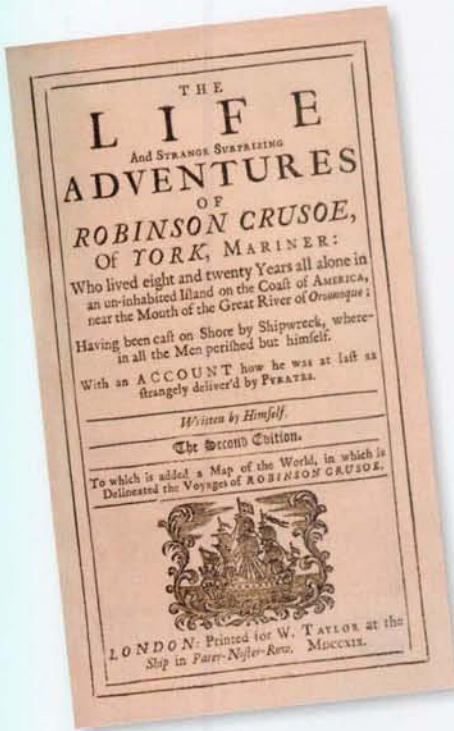 THE
LIFE
And STRANGE SURPRIZING
ADVENTURES
OF
ROBINSON CRUSOE,
Of YORK, MARINER:
Who lived eight and twenty Years all alone in
an un-inhabited Iſland on the Coaſt of AMERICA,
near the Mouth of the Great River of Oroonoque;
Having been caſt on Shore by Shipwreck, where-
in all the Men periſhed but himſelf.
With an ACCOUNT how he was at laſt as
ſtrangely deliver'd by PYRATES.
Written by Himſelf.
The Second Edition.
To which is added a Map of the World, in which is
Delineated the Voyages of ROBINSON CRUSOE.
LONDON: Printed for W. TAYLOR at the
Ship in Pater-Noſter-Row. MDCCXIX.